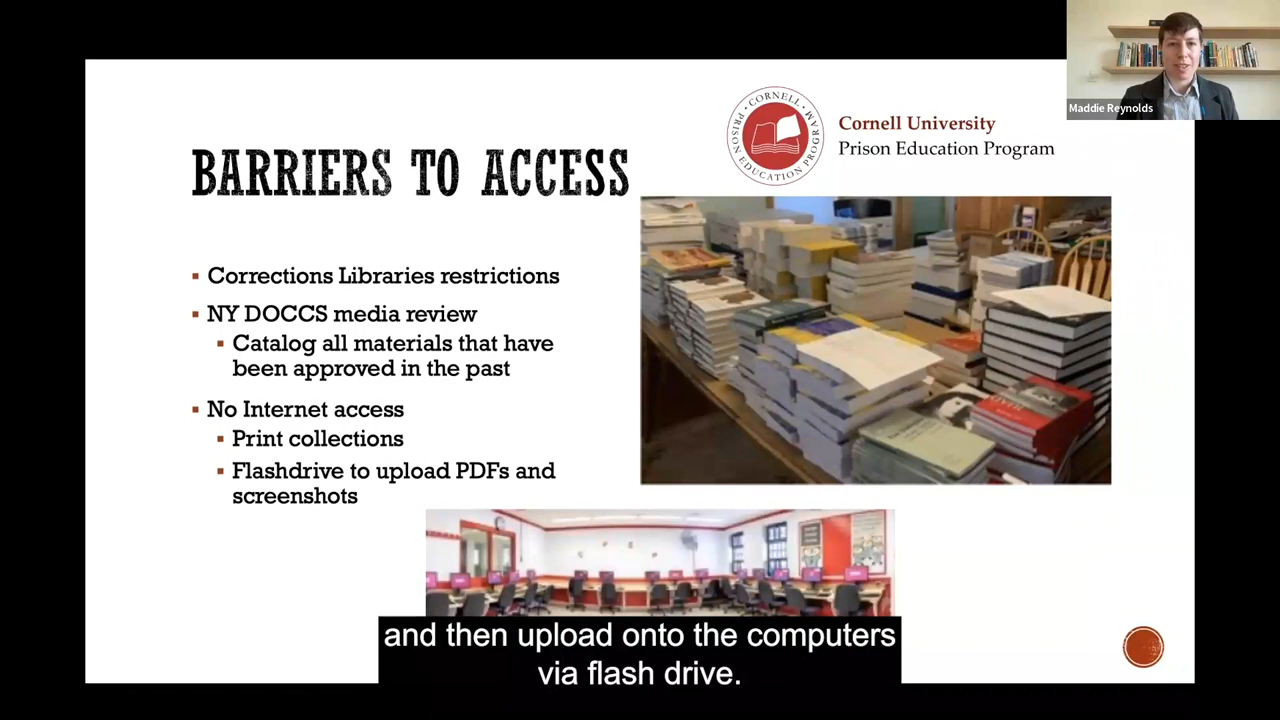 Maddie Reynolds
CORNELL
PRISON EDUCATION PROGRAM
Cornell University
Prison Education Program
BARRIERS TO ACCESS
▪ Corrections Libraries restrictions
▪ NY DOCCS media review
▪ Catalog all materials that have
been approved in the past
▪ No Internet access
▪ Print collections
▪ Flashdrive to upload PDFs and
screenshots
and then upload onto the computers
via flash drive.